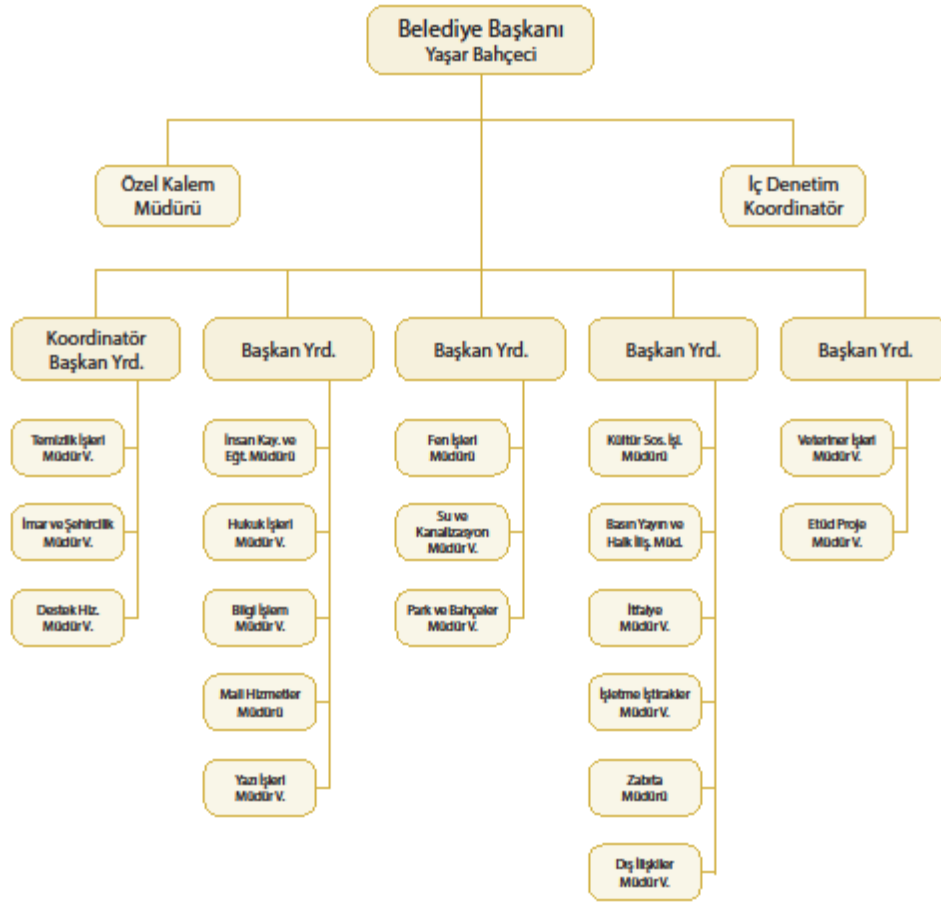 Belediye Başkanı
Yaşar Bahçeci
Özel Kalem
Müdürü
İç Denetim
Koordinatör
Koordinatör
Başkan Yrd.
Başkan Yrd.
Başkan Yrd.
Başkan Yrd.
Başkan Yrd.
Temizlik İşleri
Müdür V.
İmar ve Şehircilik
Müdür V.
Destek Hiz.
Müdür V.
İnsan Kay. ve
Eğt. Müdürü
Hukuk İşleri
Müdür V.
Bilgi İşlem
Müdür V.
Mali Hizmetler
Müdürü
Yazı İşleri
Müdür V.
Fen İşleri
Müdürü
Su ve
Kanalizasyon
Müdür V.
Park ve Bahçeler
Müdür V.
Kültür Sos. İşl.
Müdürü
Basın Yayın ve
Halk İliş. Müd.
İtfaiye
Müdür V.
İşletme İştirakler
Müdür V.
Zabıta
Müdürü
Dış İlişkiler
Müdür V.
Veteriner İşleri
Müdür V.
Etüd Proje
Müdür V.